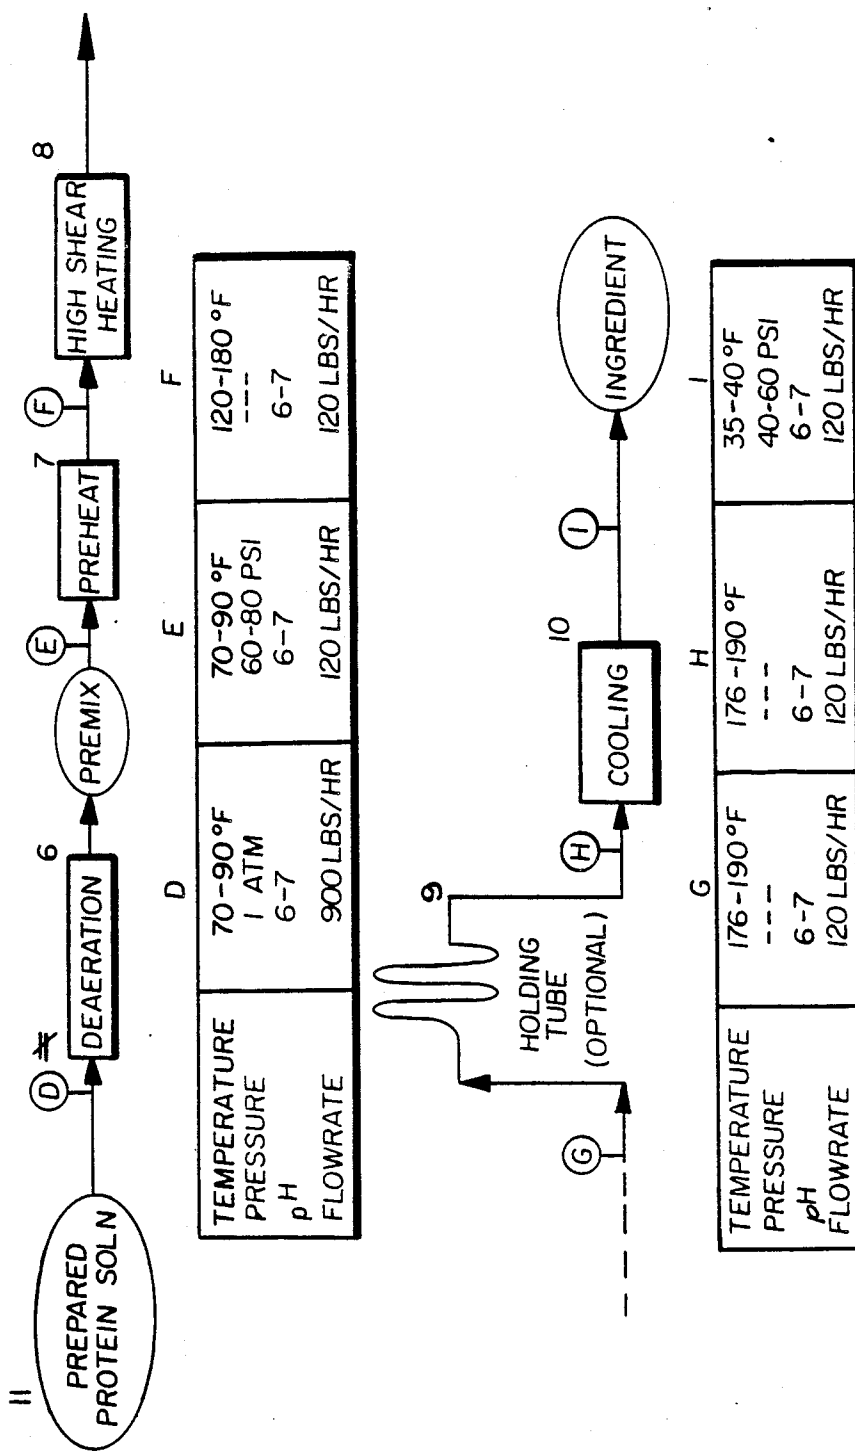 11
PREPARED
PROTEIN SOLN
D
DEAERATION
6
PREMIX
E
PREHEAT
7
F
HIGH SHEAR
HEATING
8
D E F
TEMPERATURE 70-90°F 70-90°F 120-180°F
PRESSURE 1 ATM 60-80 PSI ---
pH 6-7 6-7 6-7
FLOWRATE 900 LBS/HR 120 LBS/HR 120 LBS/HR
G
HOLDING
TUBE
(OPTIONAL)
9
H
COOLING
10
I
INGREDIENT
G H I
TEMPERATURE 176-190°F 176-190°F 35-40°F
PRESSURE --- --- 40-60 PSI
pH 6-7 6-7 6-7
FLOWRATE 120 LBS/HR 120 LBS/HR 120 LBS/HR